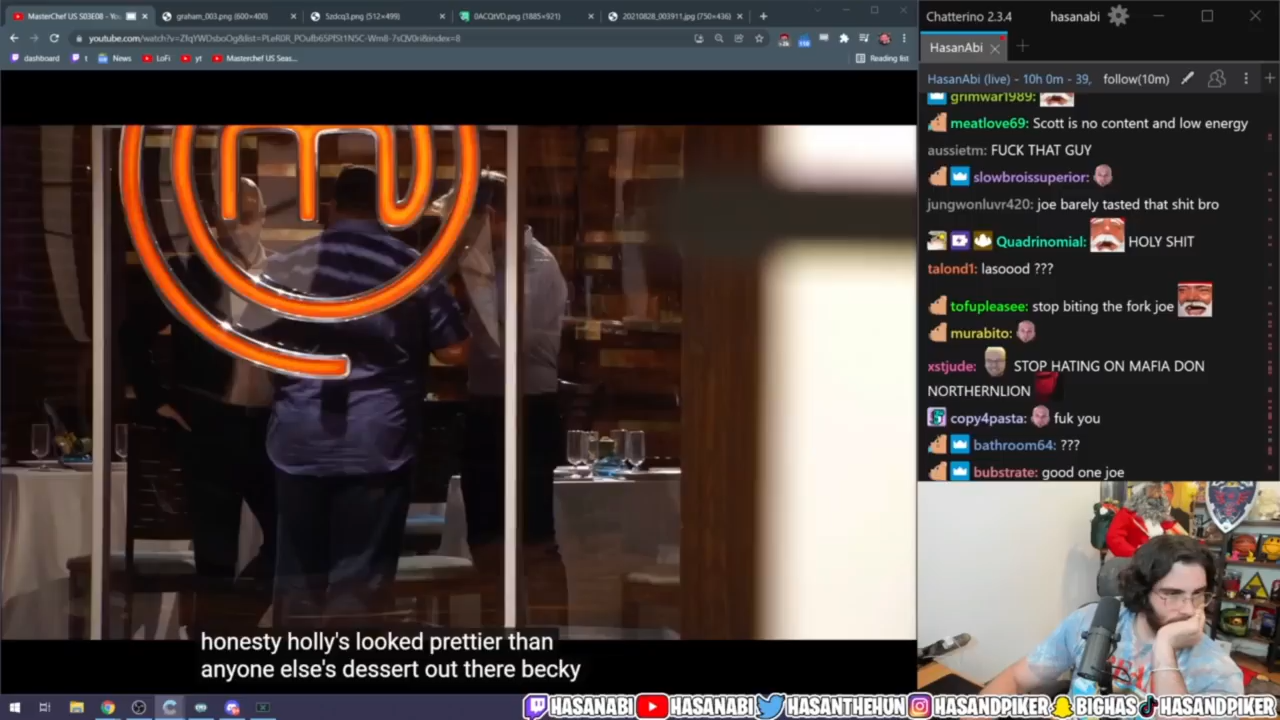 MasterChef US S03E08 - You
graham_003.png (600×400)
5zdcq3.png (512×499)
0ACQtVD.png (1885×921)
20210828_003911.jpg (750×436)
dashboard
t
News
LoFi
yt
Masterchef US Seas...
Reading list
honesty holly's looked prettier than
anyone else's dessert out there becky
Chatterino 2.3.4
hasanabi
HasanAbi
HasanAbi (live) - 10h 0m - 39,
follow(10m)
grimwar1989:
meatlove69: Scott is no content and low energy
aussietm: FUCK THAT GUY
slowbroissuperior:
jungwonluvr420: joe barely tasted that shit bro
Quadrinomial: HOLY SHIT
talond1: lasoood ???
tofupleasee: stop biting the fork joe
murabito:
xstjude: STOP HATING ON MAFIA DON
NORTHERNLION
copy4pasta: fuk you
bathroom64: ???
bubstrate: good one joe
HASANABI HASANABI HASANTHEHUN HASANDPIKER BIGHAS HASANDPIKER